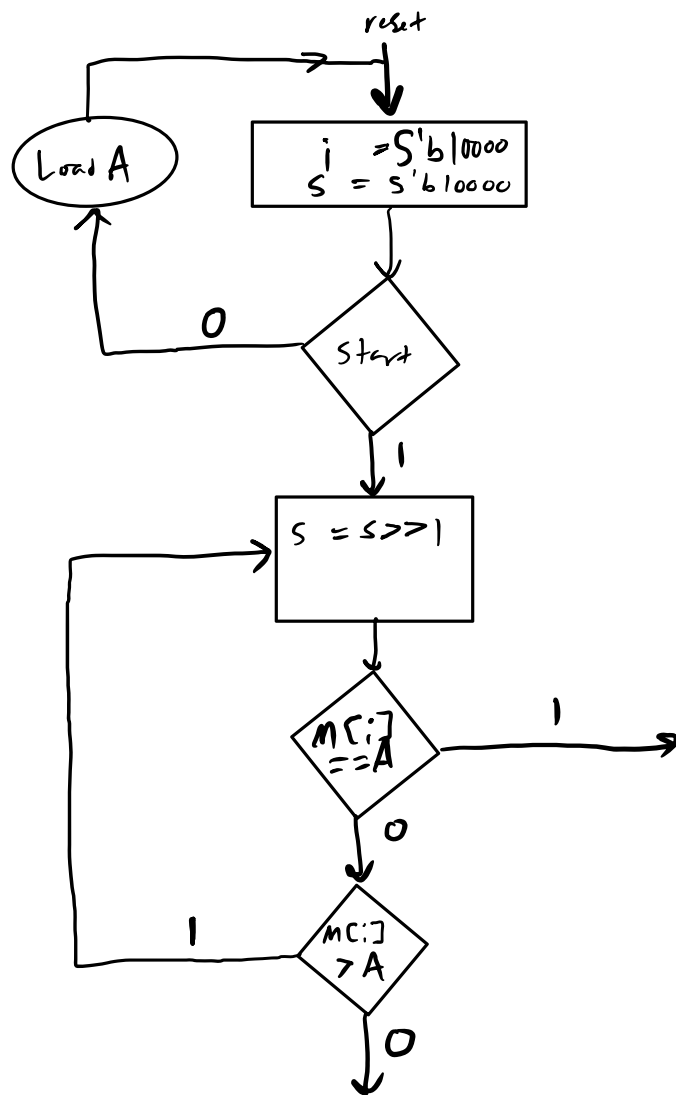 reset
i = 5'b10000
s = 5'b10000
Load A
0
Start
1
s = s>>1
M[i]
==A
1
0
M[i]
> A
1
0